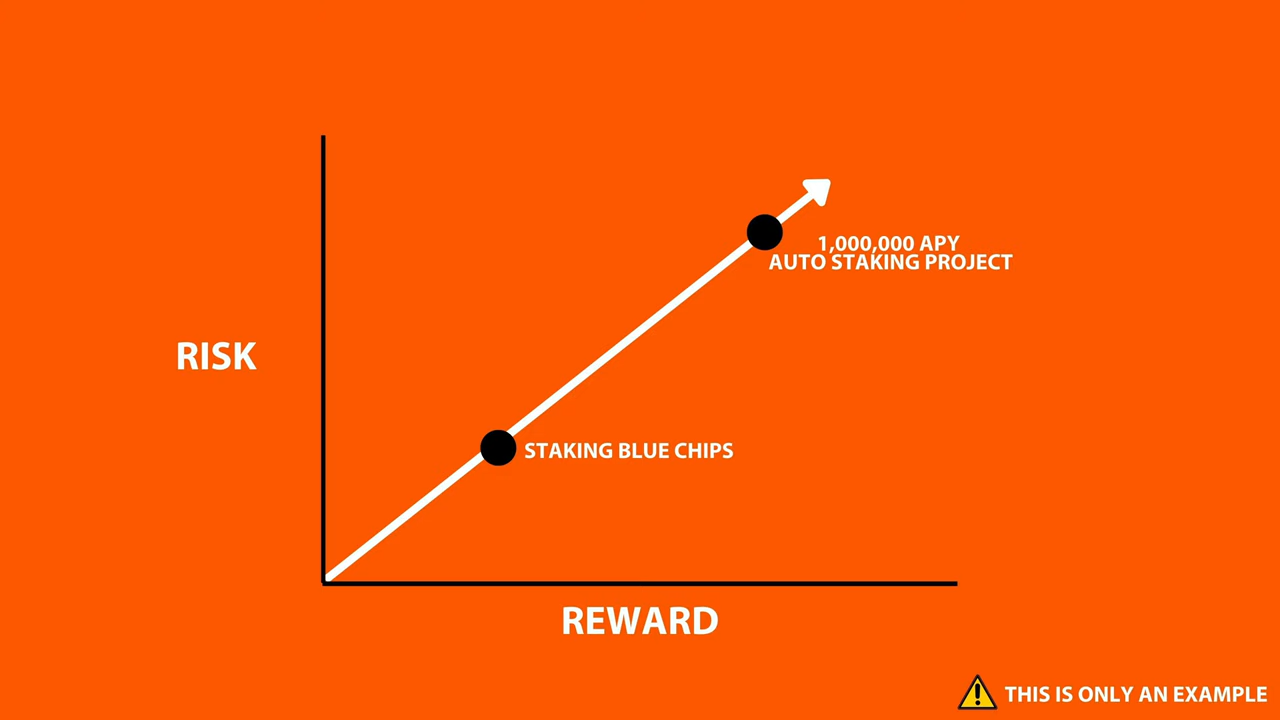 1,000,000 APY
AUTO STAKING PROJECT
RISK
STAKING BLUE CHIPS
REWARD
THIS IS ONLY AN EXAMPLE